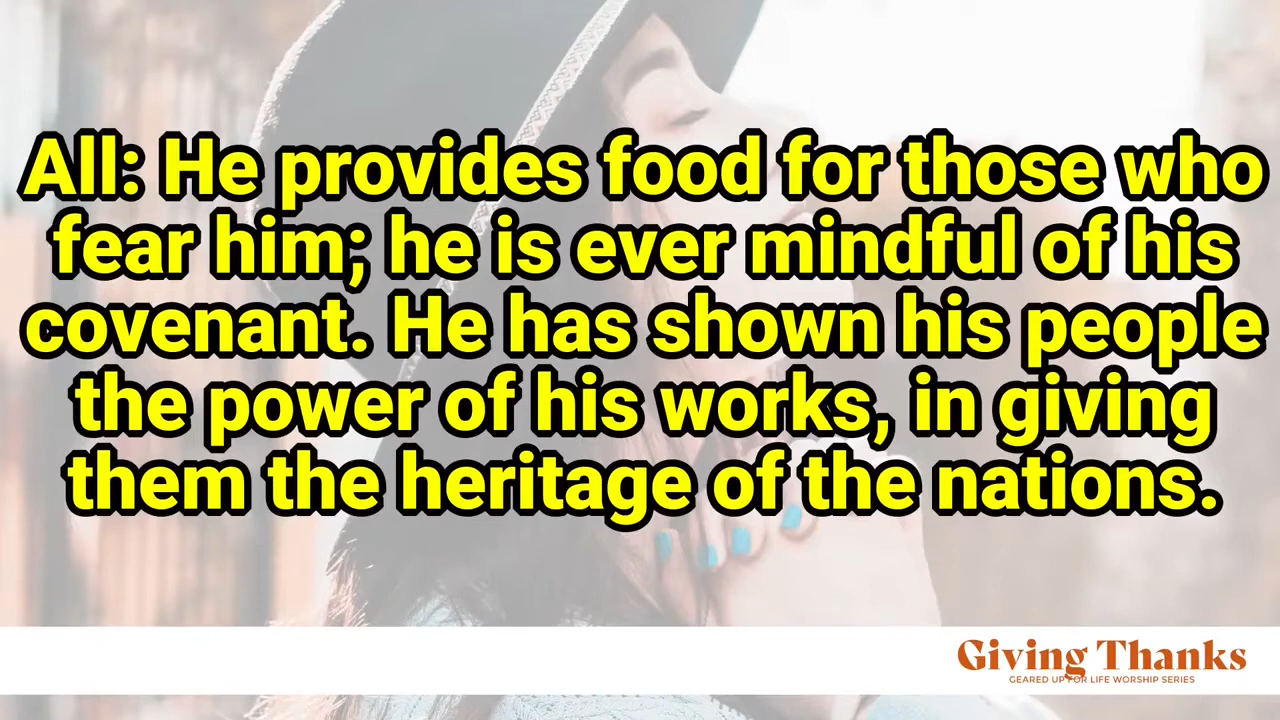 All: He provides food for those who
fear him; he is ever mindful of his
covenant. He has shown his people
the power of his works, in giving
them the heritage of the nations.
Giving Thanks
GEARED UP FOR LIFE WORSHIP SERIES